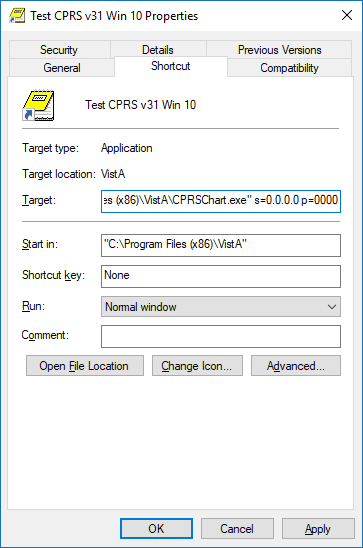 Test CPRS v31 Win 10 Properties
Security Details Previous Versions
General Shortcut Compatibility
Test CPRS v31 Win 10
Target type: Application
Target location: VistA
Target: es (x86)\VistA\CPRSChart.exe" s=0.0.0.0 p=0000
Start in: "C:\Program Files (x86)\VistA"
Shortcut key: None
Run: Normal window
Comment:
Open File Location Change Icon... Advanced...
OK Cancel Apply